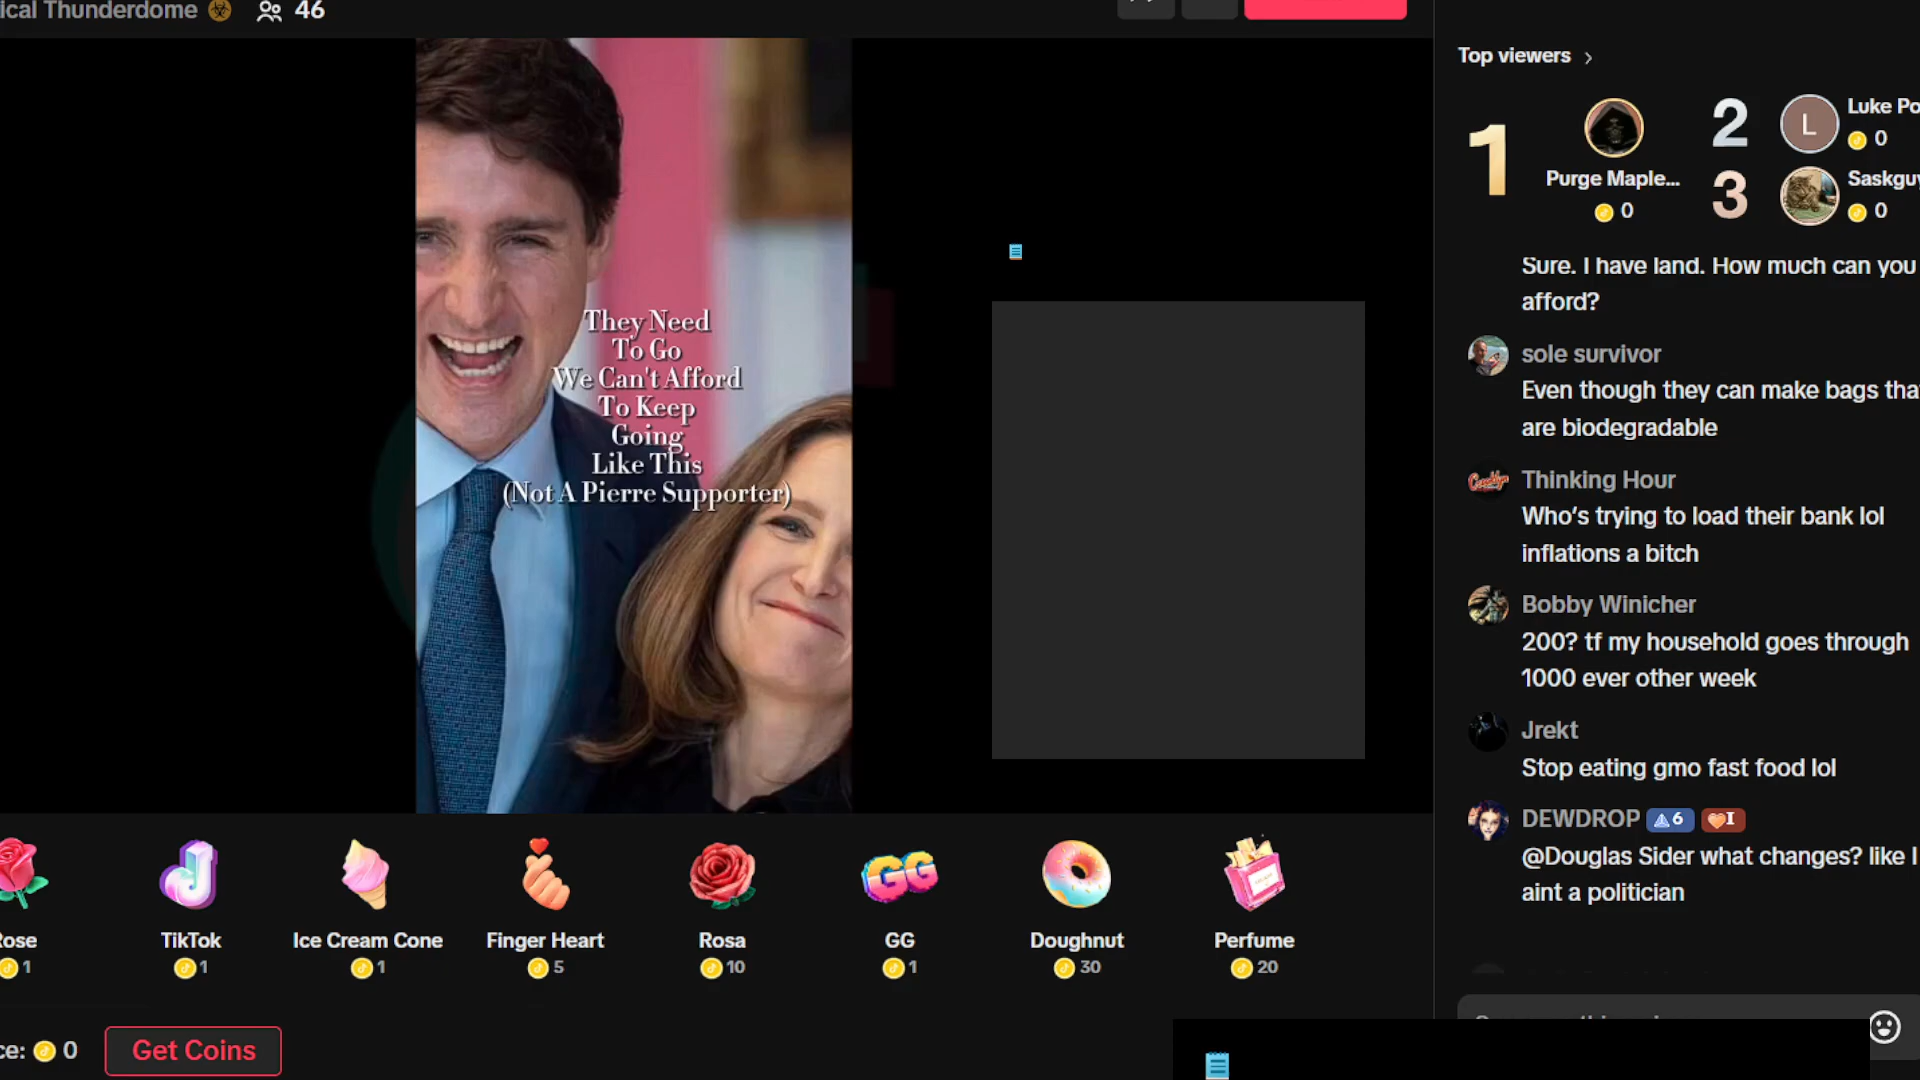 ical Thunderdome 46
They Need
To Go
We Can't Afford
To Keep
Going
Like This
(Not A Pierre Supporter)
Top viewers >
1
Purge Maple...
0
2
L
Luke Po
0
3
Saskguy
0
Sure. I have land. How much can you
afford?
sole survivor
Even though they can make bags tha
are biodegradable
Thinking Hour
Who's trying to load their bank lol
inflations a bitch
Bobby Winicher
200? tf my household goes through
1000 ever other week
Jrekt
Stop eating gmo fast food lol
DEWDROP 6 I
@Douglas Sider what changes? like I
aint a politician
Rose
1
TikTok
1
Ice Cream Cone
1
Finger Heart
5
Rosa
10
GG
GG
1
Doughnut
30
Perfume
20
ce: 0
Get Coins